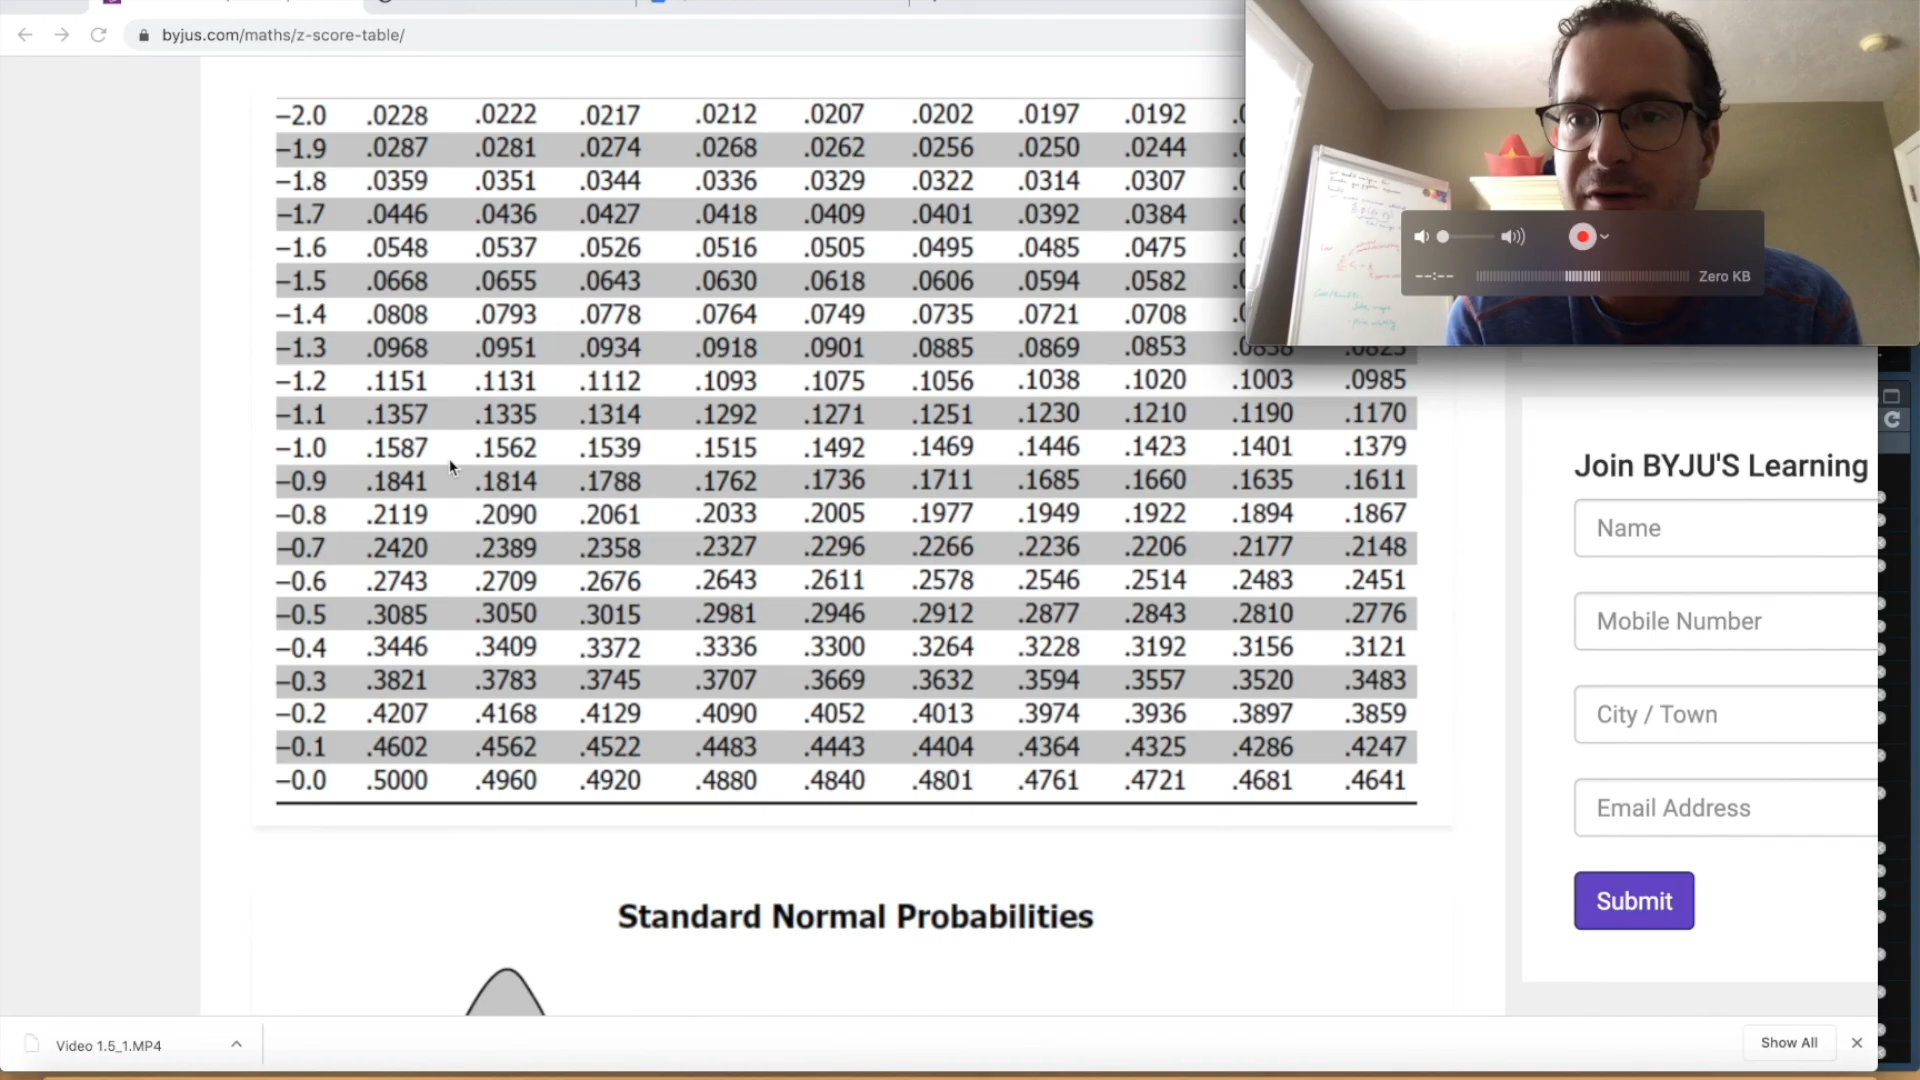 byjus.com/maths/z-score-table/
−2.0 .0228 .0222 .0217 .0212 .0207 .0202 .0197 .0192
−1.9 .0287 .0281 .0274 .0268 .0262 .0256 .0250 .0244
−1.8 .0359 .0351 .0344 .0336 .0329 .0322 .0314 .0307
−1.7 .0446 .0436 .0427 .0418 .0409 .0401 .0392 .0384
−1.6 .0548 .0537 .0526 .0516 .0505 .0495 .0485 .0475
−1.5 .0668 .0655 .0643 .0630 .0618 .0606 .0594 .0582
−1.4 .0808 .0793 .0778 .0764 .0749 .0735 .0721 .0708
−1.3 .0968 .0951 .0934 .0918 .0901 .0885 .0869 .0853 .0838 .0823
−1.2 .1151 .1131 .1112 .1093 .1075 .1056 .1038 .1020 .1003 .0985
−1.1 .1357 .1335 .1314 .1292 .1271 .1251 .1230 .1210 .1190 .1170
−1.0 .1587 .1562 .1539 .1515 .1492 .1469 .1446 .1423 .1401 .1379
−0.9 .1841 .1814 .1788 .1762 .1736 .1711 .1685 .1660 .1635 .1611
−0.8 .2119 .2090 .2061 .2033 .2005 .1977 .1949 .1922 .1894 .1867
−0.7 .2420 .2389 .2358 .2327 .2296 .2266 .2236 .2206 .2177 .2148
−0.6 .2743 .2709 .2676 .2643 .2611 .2578 .2546 .2514 .2483 .2451
−0.5 .3085 .3050 .3015 .2981 .2946 .2912 .2877 .2843 .2810 .2776
−0.4 .3446 .3409 .3372 .3336 .3300 .3264 .3228 .3192 .3156 .3121
−0.3 .3821 .3783 .3745 .3707 .3669 .3632 .3594 .3557 .3520 .3483
−0.2 .4207 .4168 .4129 .4090 .4052 .4013 .3974 .3936 .3897 .3859
−0.1 .4602 .4562 .4522 .4483 .4443 .4404 .4364 .4325 .4286 .4247
−0.0 .5000 .4960 .4920 .4880 .4840 .4801 .4761 .4721 .4681 .4641
Standard Normal Probabilities
--:-- Zero KB
Join BYJU'S Learning
Name
Mobile Number
City / Town
Email Address
Submit
Video 1.5_1.MP4
Show All